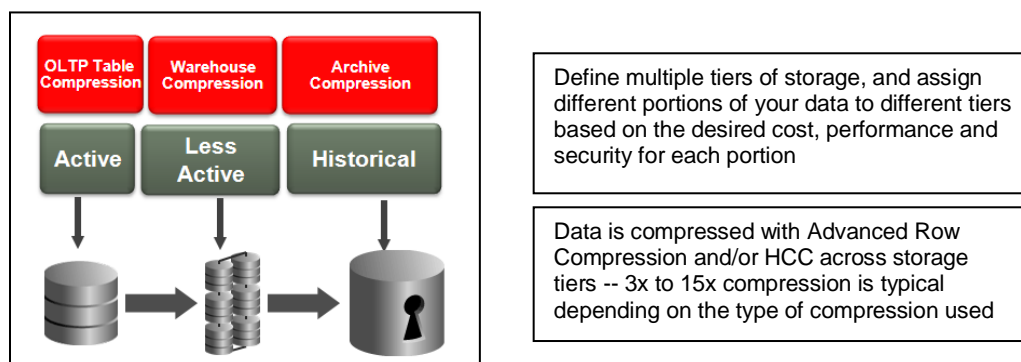 OLTP Table
Compression
Warehouse
Compression
Archive
Compression
Active
Less
Active
Historical
Define multiple tiers of storage, and assign
different portions of your data to different tiers
based on the desired cost, performance and
security for each portion
Data is compressed with Advanced Row
Compression and/or HCC across storage
tiers -- 3x to 15x compression is typical
depending on the type of compression used